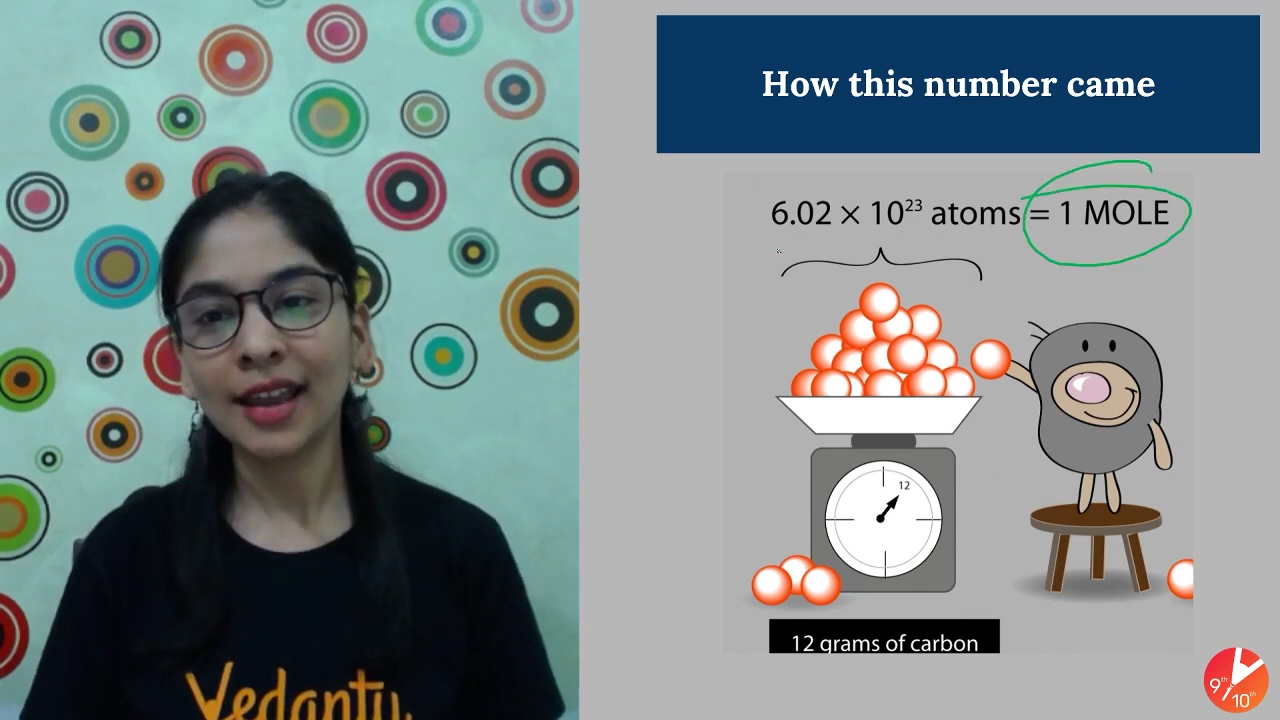 How this number came
6.02 × 10²³ atoms = 1 MOLE
12
12 grams of carbon
Vedantu
9th
10th